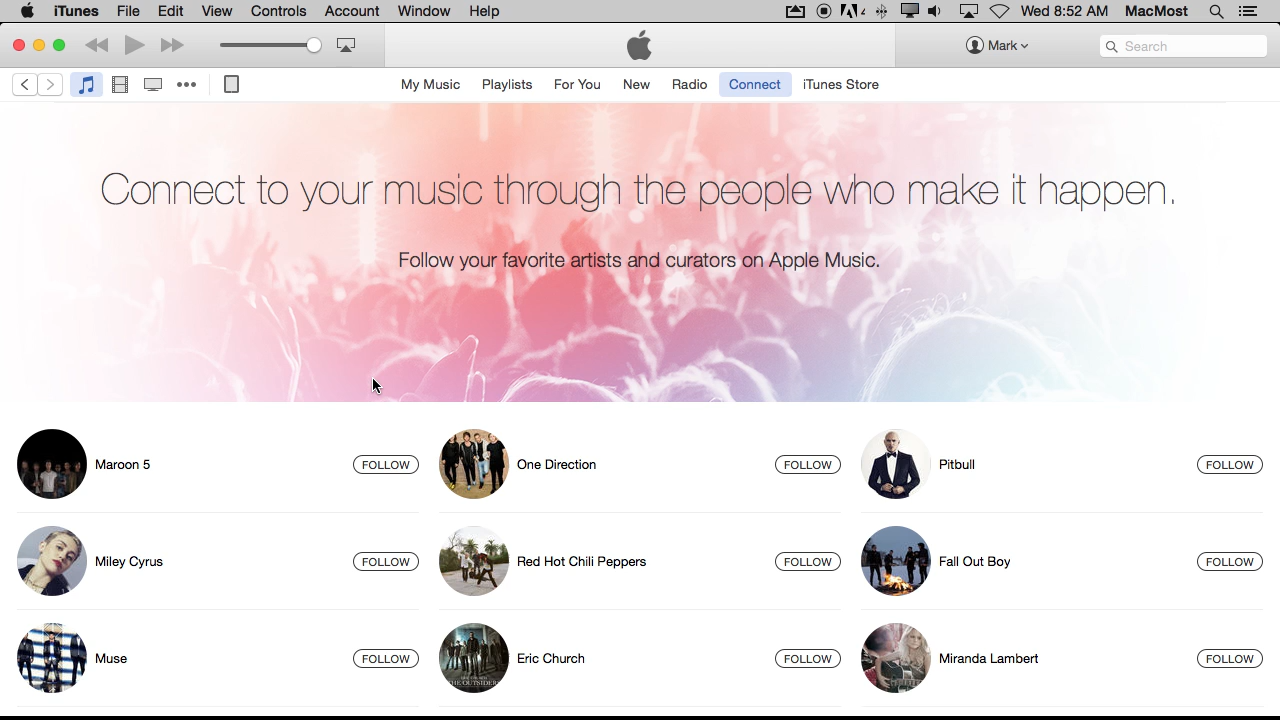 iTunes File Edit View Controls Account Window Help
4 Wed 8:52 AM MacMost
Mark Search
My Music Playlists For You New Radio Connect iTunes Store
Connect to your music through the people who make it happen.
Follow your favorite artists and curators on Apple Music.
Maroon 5 FOLLOW One Direction FOLLOW Pitbull FOLLOW
Miley Cyrus FOLLOW Red Hot Chili Peppers FOLLOW Fall Out Boy FOLLOW
Muse FOLLOW Eric Church FOLLOW Miranda Lambert FOLLOW
THE OUTSIDERS